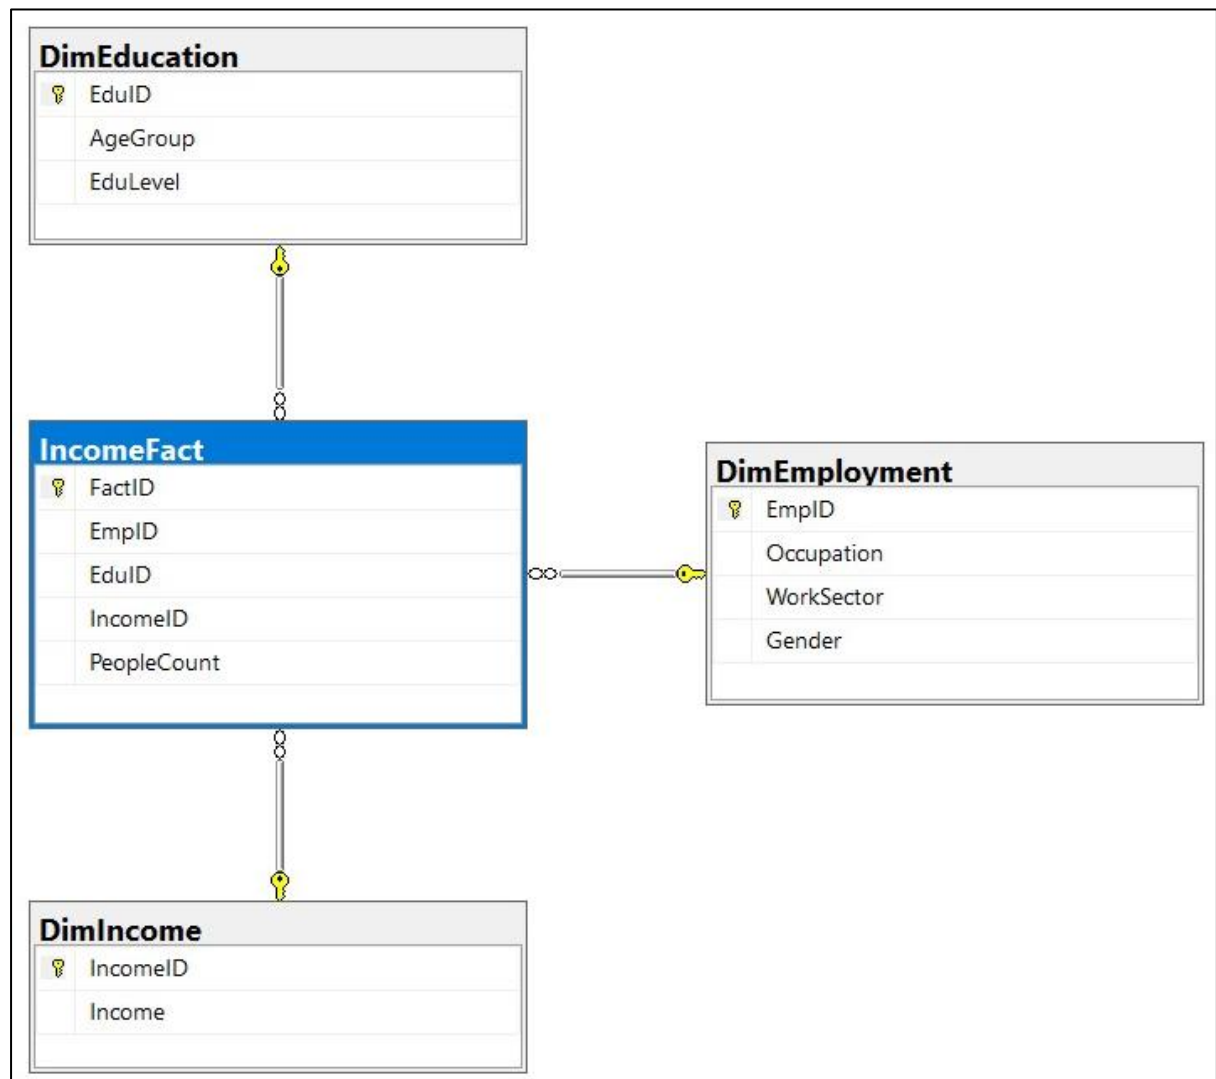 DimEducation
EduID
AgeGroup
EduLevel
IncomeFact
FactID
EmpID
EduID
IncomeID
PeopleCount
DimEmployment
EmpID
Occupation
WorkSector
Gender
DimIncome
IncomeID
Income